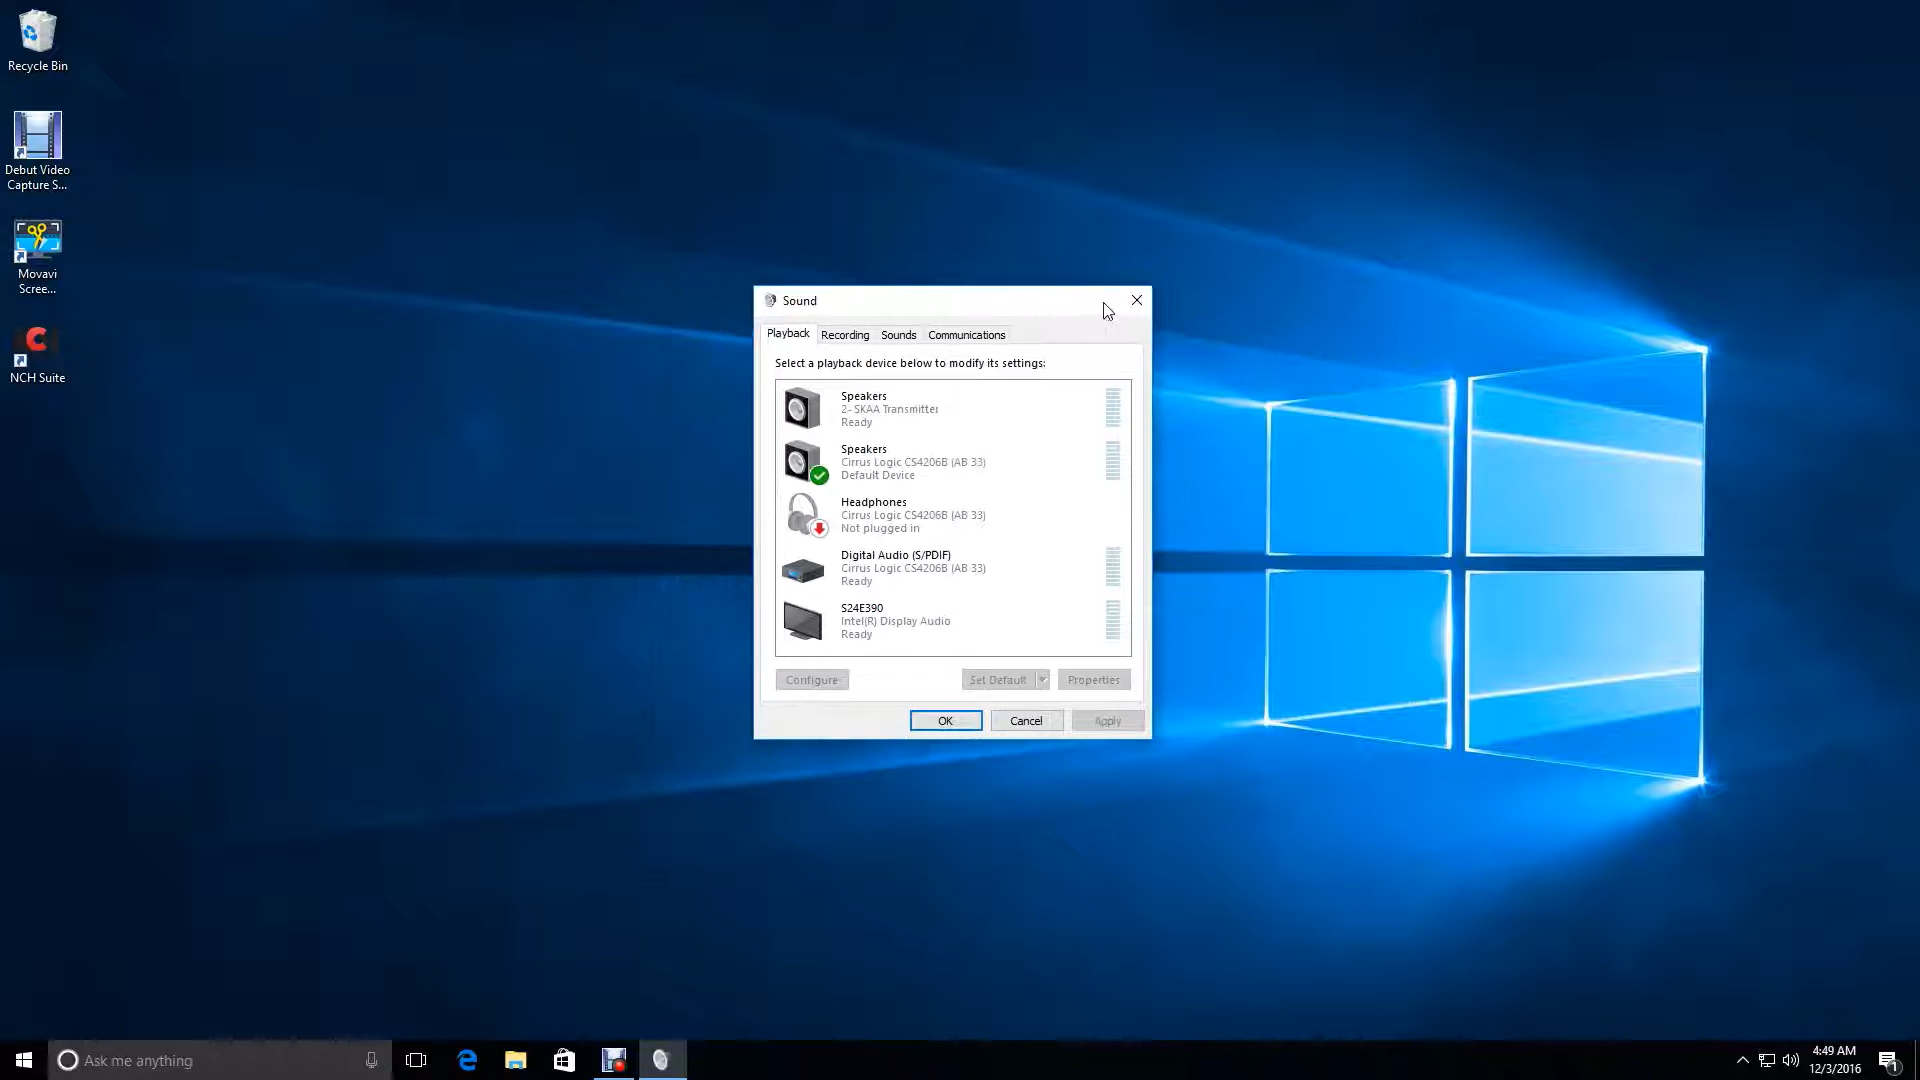 Recycle Bin
Debut Video
Capture S...
Movavi
Scree...
NCH Suite
Sound
Playback
Recording
Sounds
Communications
Select a playback device below to modify its settings:
Speakers
2- SKAA Transmitter
Ready
Speakers
Cirrus Logic CS4206B (AB 33)
Default Device
Headphones
Cirrus Logic CS4206B (AB 33)
Not plugged in
Digital Audio (S/PDIF)
Cirrus Logic CS4206B (AB 33)
Ready
S24E390
Intel(R) Display Audio
Ready
Configure
Set Default
Properties
OK
Cancel
Apply
Ask me anything
4:49 AM
12/3/2016
1